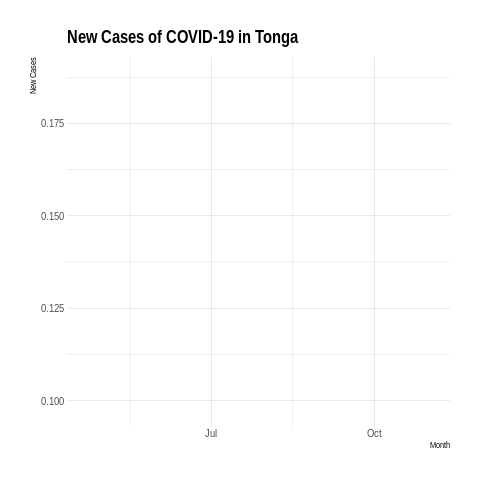 New Cases of COVID-19 in Tonga
New Cases
0.175
0.150
0.125
0.100
Jul
Oct
Month